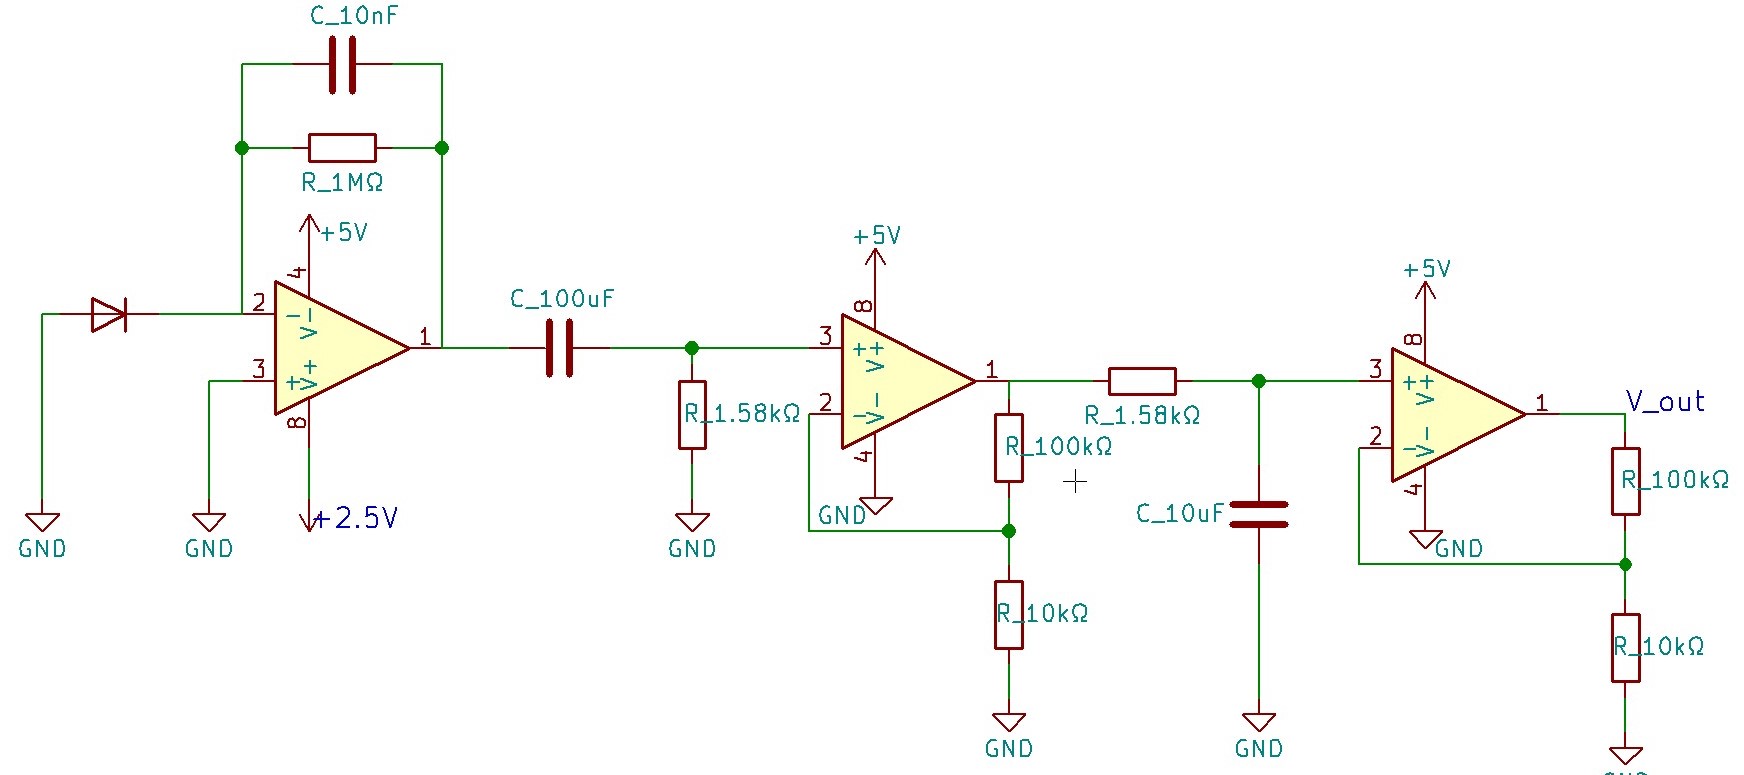 C_10nF
R_1MΩ
+5V
4
2
-
V-
1
3
+
V+
8
GND
GND
+2.5V
C_100uF
R_1.58kΩ
GND
+5V
8
3
+
V+
1
2
-
V-
4
GND
R_100kΩ
R_10kΩ
GND
R_1.58kΩ
C_10uF
GND
+5V
8
3
+
V+
1
2
-
V-
4
GND
V_out
R_100kΩ
R_10kΩ